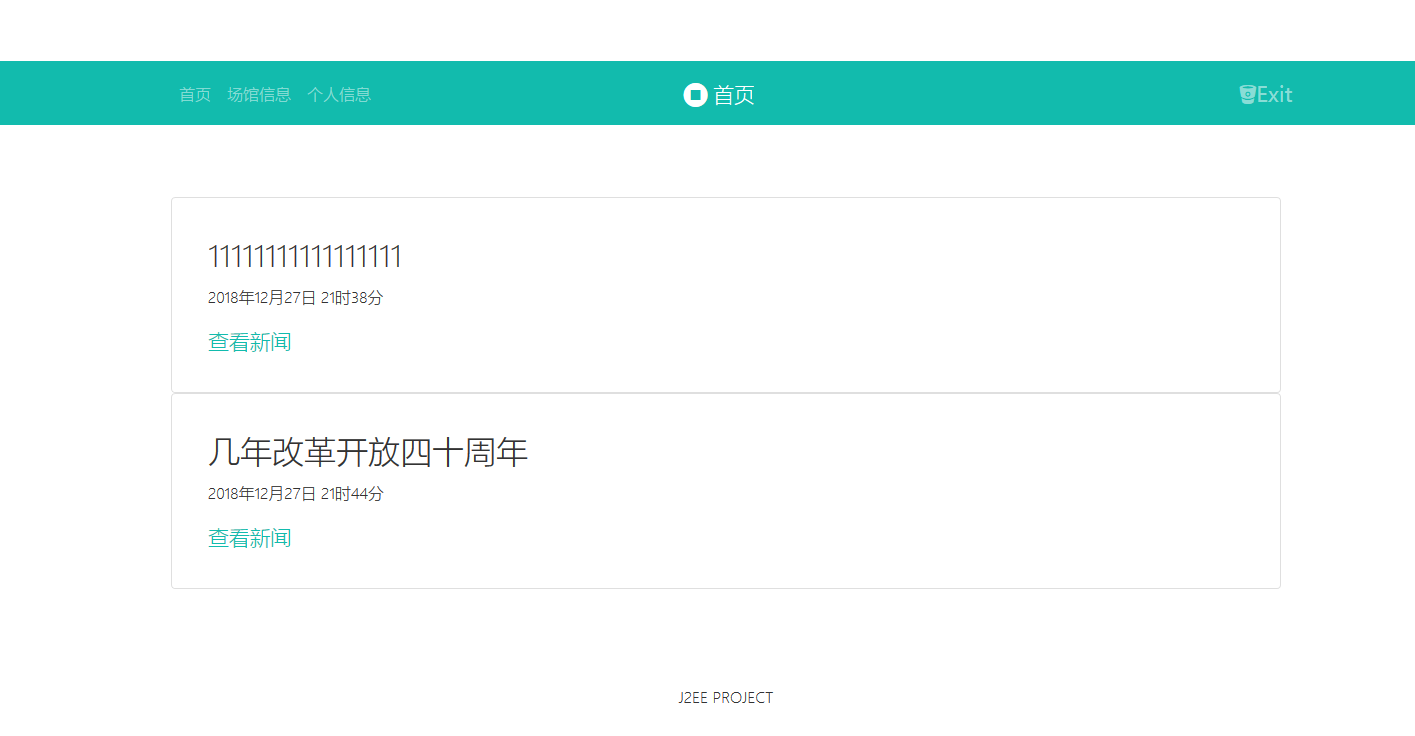 首页 场馆信息 个人信息 首页 Exit
11111111111111111
2018年12月27日 21时38分
查看新闻
几年改革开放四十周年
2018年12月27日 21时44分
查看新闻
J2EE PROJECT